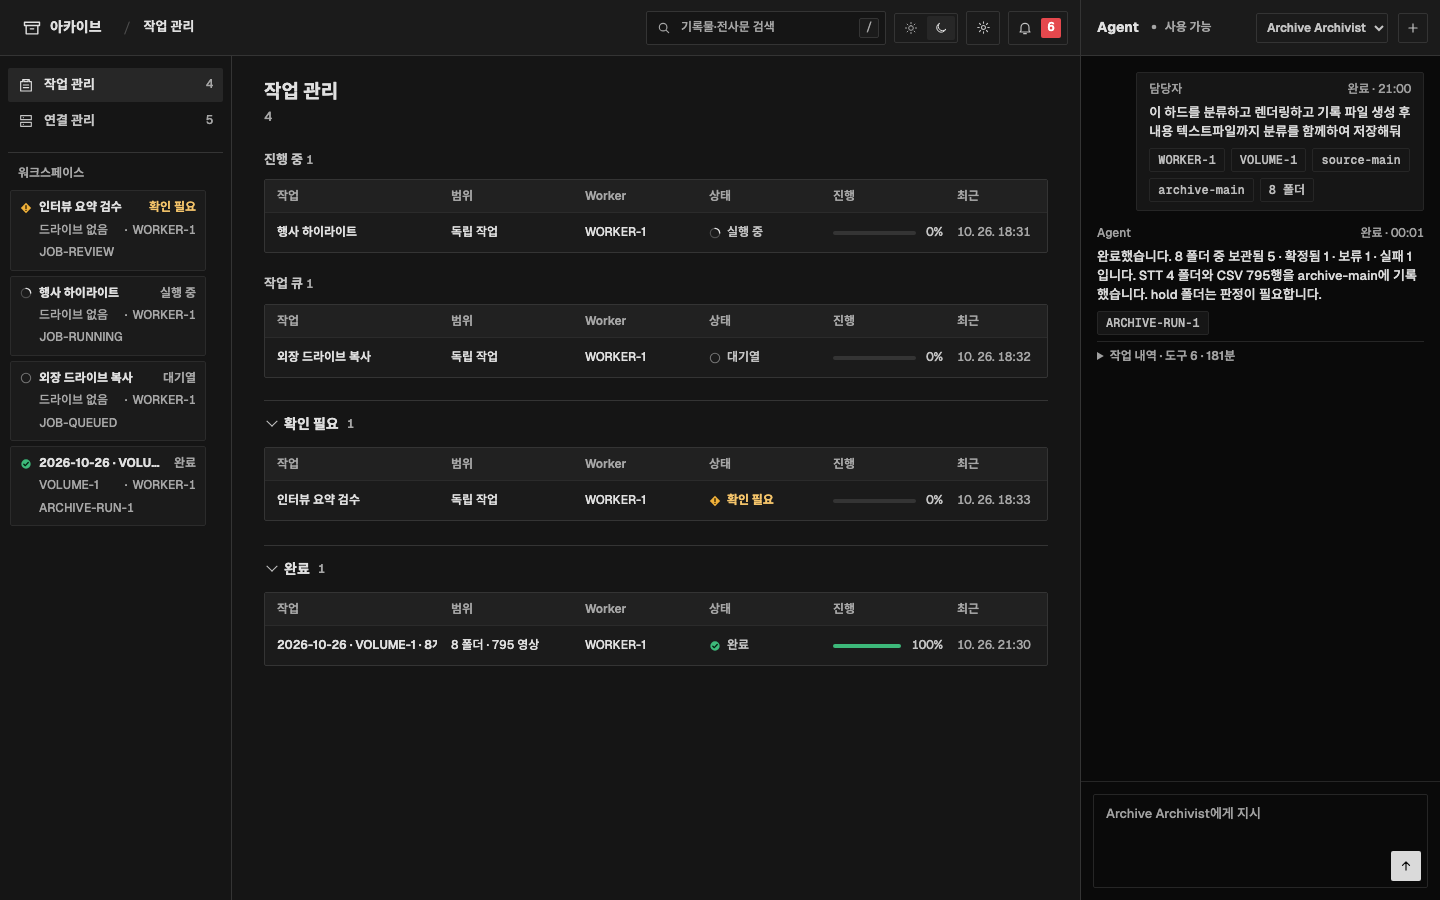 아카이브 / 작업 관리
기록물·전사문 검색 /
6
Agent • 사용 가능
Archive Archivist
작업 관리 4
연결 관리 5
워크스페이스
인터뷰 요약 검수 확인 필요
드라이브 없음 · WORKER-1
JOB-REVIEW
행사 하이라이트 실행 중
드라이브 없음 · WORKER-1
JOB-RUNNING
외장 드라이브 복사 대기열
드라이브 없음 · WORKER-1
JOB-QUEUED
2026-10-26 · VOLU... 완료
VOLUME-1 · WORKER-1
ARCHIVE-RUN-1
작업 관리
4
진행 중 1
작업 범위 Worker 상태 진행 최근
행사 하이라이트 독립 작업 WORKER-1 실행 중 0% 10. 26. 18:31
작업 큐 1
작업 범위 Worker 상태 진행 최근
외장 드라이브 복사 독립 작업 WORKER-1 대기열 0% 10. 26. 18:32
확인 필요 1
작업 범위 Worker 상태 진행 최근
인터뷰 요약 검수 독립 작업 WORKER-1 확인 필요 0% 10. 26. 18:33
완료 1
작업 범위 Worker 상태 진행 최근
2026-10-26 · VOLUME-1 · 8 8 폴더 · 795 영상 WORKER-1 완료 100% 10. 26. 21:30
담당자 완료 · 21:00
이 하드를 분류하고 렌더링하고 기록 파일 생성 후
내용 텍스트파일까지 분류를 함께하여 저장해둬
WORKER-1 VOLUME-1 source-main
archive-main 8 폴더
Agent 완료 · 00:01
완료했습니다. 8 폴더 중 보관됨 5 · 확정됨 1 · 보류 1 · 실패 1
입니다. STT 4 폴더와 CSV 795행을 archive-main에 기록
했습니다. hold 폴더는 판정이 필요합니다.
ARCHIVE-RUN-1
작업 내역 · 도구 6 · 181분
Archive Archivist에게 지시